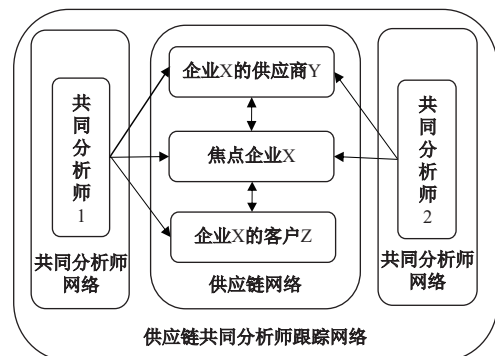 共同分析师1
共同分析师
网络
企业X的供应商Y
焦点企业X
企业X的客户Z
供应链网络
共同分析师2
共同分析师
网络
供应链共同分析师跟踪网络